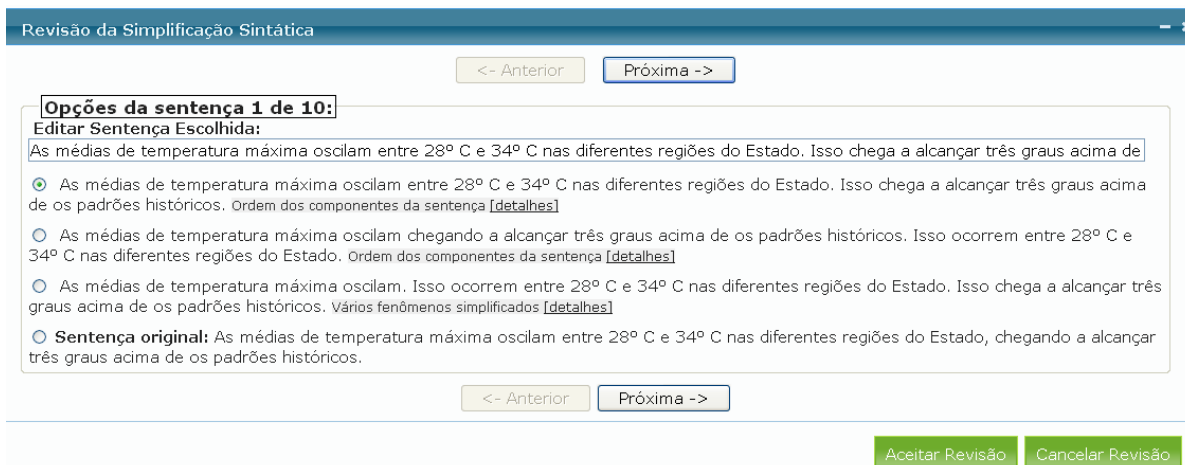 Revisão da Simplificação Sintática
<- Anterior Próxima ->
Opções da sentença 1 de 10:
Editar Sentença Escolhida:
As médias de temperatura máxima oscilam entre 28º C e 34º C nas diferentes regiões do Estado. Isso chega a alcançar três graus acima de
As médias de temperatura máxima oscilam entre 28º C e 34º C nas diferentes regiões do Estado. Isso chega a alcançar três graus acima
de os padrões históricos. Ordem dos componentes da sentença [detalhes]
As médias de temperatura máxima oscilam chegando a alcançar três graus acima de os padrões históricos. Isso ocorrem entre 28º C e
34º C nas diferentes regiões do Estado. Ordem dos componentes da sentença [detalhes]
As médias de temperatura máxima oscilam. Isso ocorrem entre 28º C e 34º C nas diferentes regiões do Estado. Isso chega a alcançar três
graus acima de os padrões históricos. Vários fenômenos simplificados [detalhes]
Sentença original: As médias de temperatura máxima oscilam entre 28º C e 34º C nas diferentes regiões do Estado, chegando a alcançar
três graus acima de os padrões históricos.
<- Anterior Próxima ->
Aceitar Revisão Cancelar Revisão